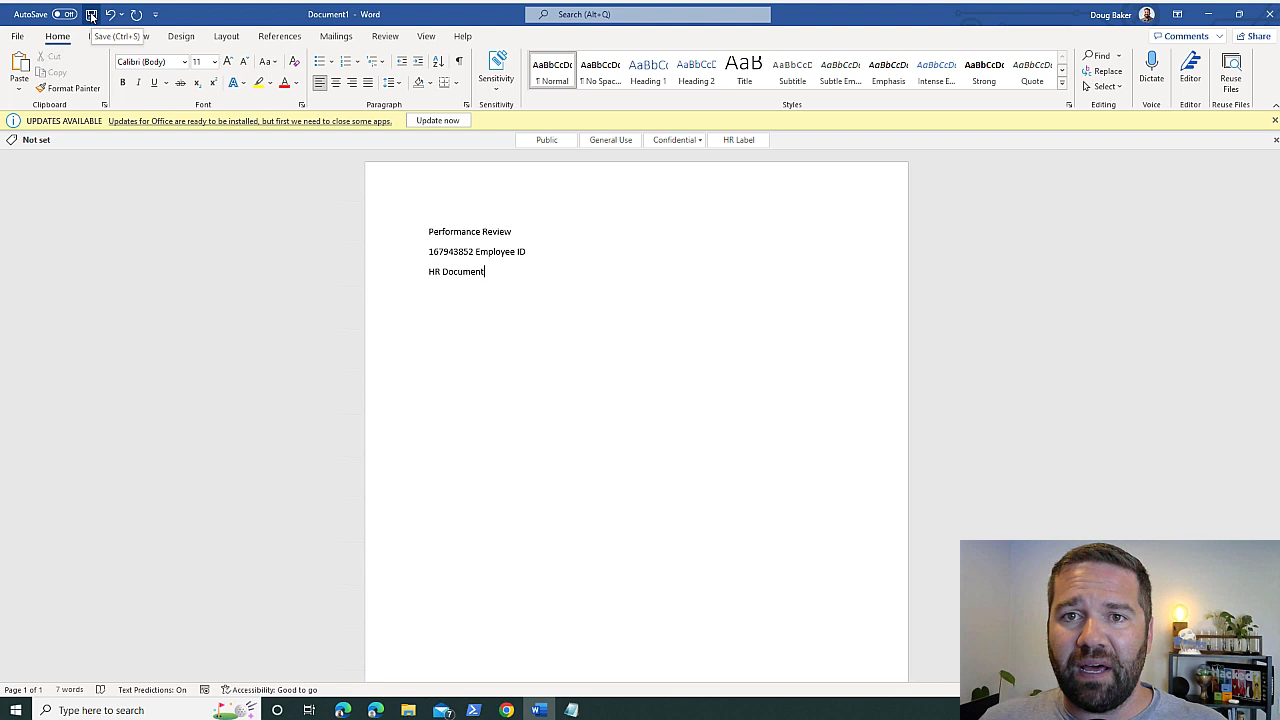 AutoSave Off Document1 - Word Search (Alt+Q) Doug Baker
Save (Ctrl+S)
File Home Design Layout References Mailings Review View Help Comments Share
Paste Cut Copy Format Painter
Calibri (Body) 11
Sensitivity
AaBbCcDc AaBbCcDc AaBbCc AaBbCcE AaB AaBbCcE AaBbCcDt AaBbCcDt AaBbCcDt AaBbCcDc AaBbCcDt
¶ Normal ¶ No Spac... Heading 1 Heading 2 Title Subtitle Subtle Em... Emphasis Intense E... Strong Quote
Find Replace Select
Dictate Editor Reuse Files
Clipboard Font Paragraph Sensitivity Styles Editing Voice Editor Reuse Files
UPDATES AVAILABLE Updates for Office are ready to be installed, but first we need to close some apps. Update now
Not set Public General Use Confidential HR Label
Performance Review
167943852 Employee ID
HR Document
Page 1 of 1 7 words Text Predictions: On Accessibility: Good to go
Type here to search